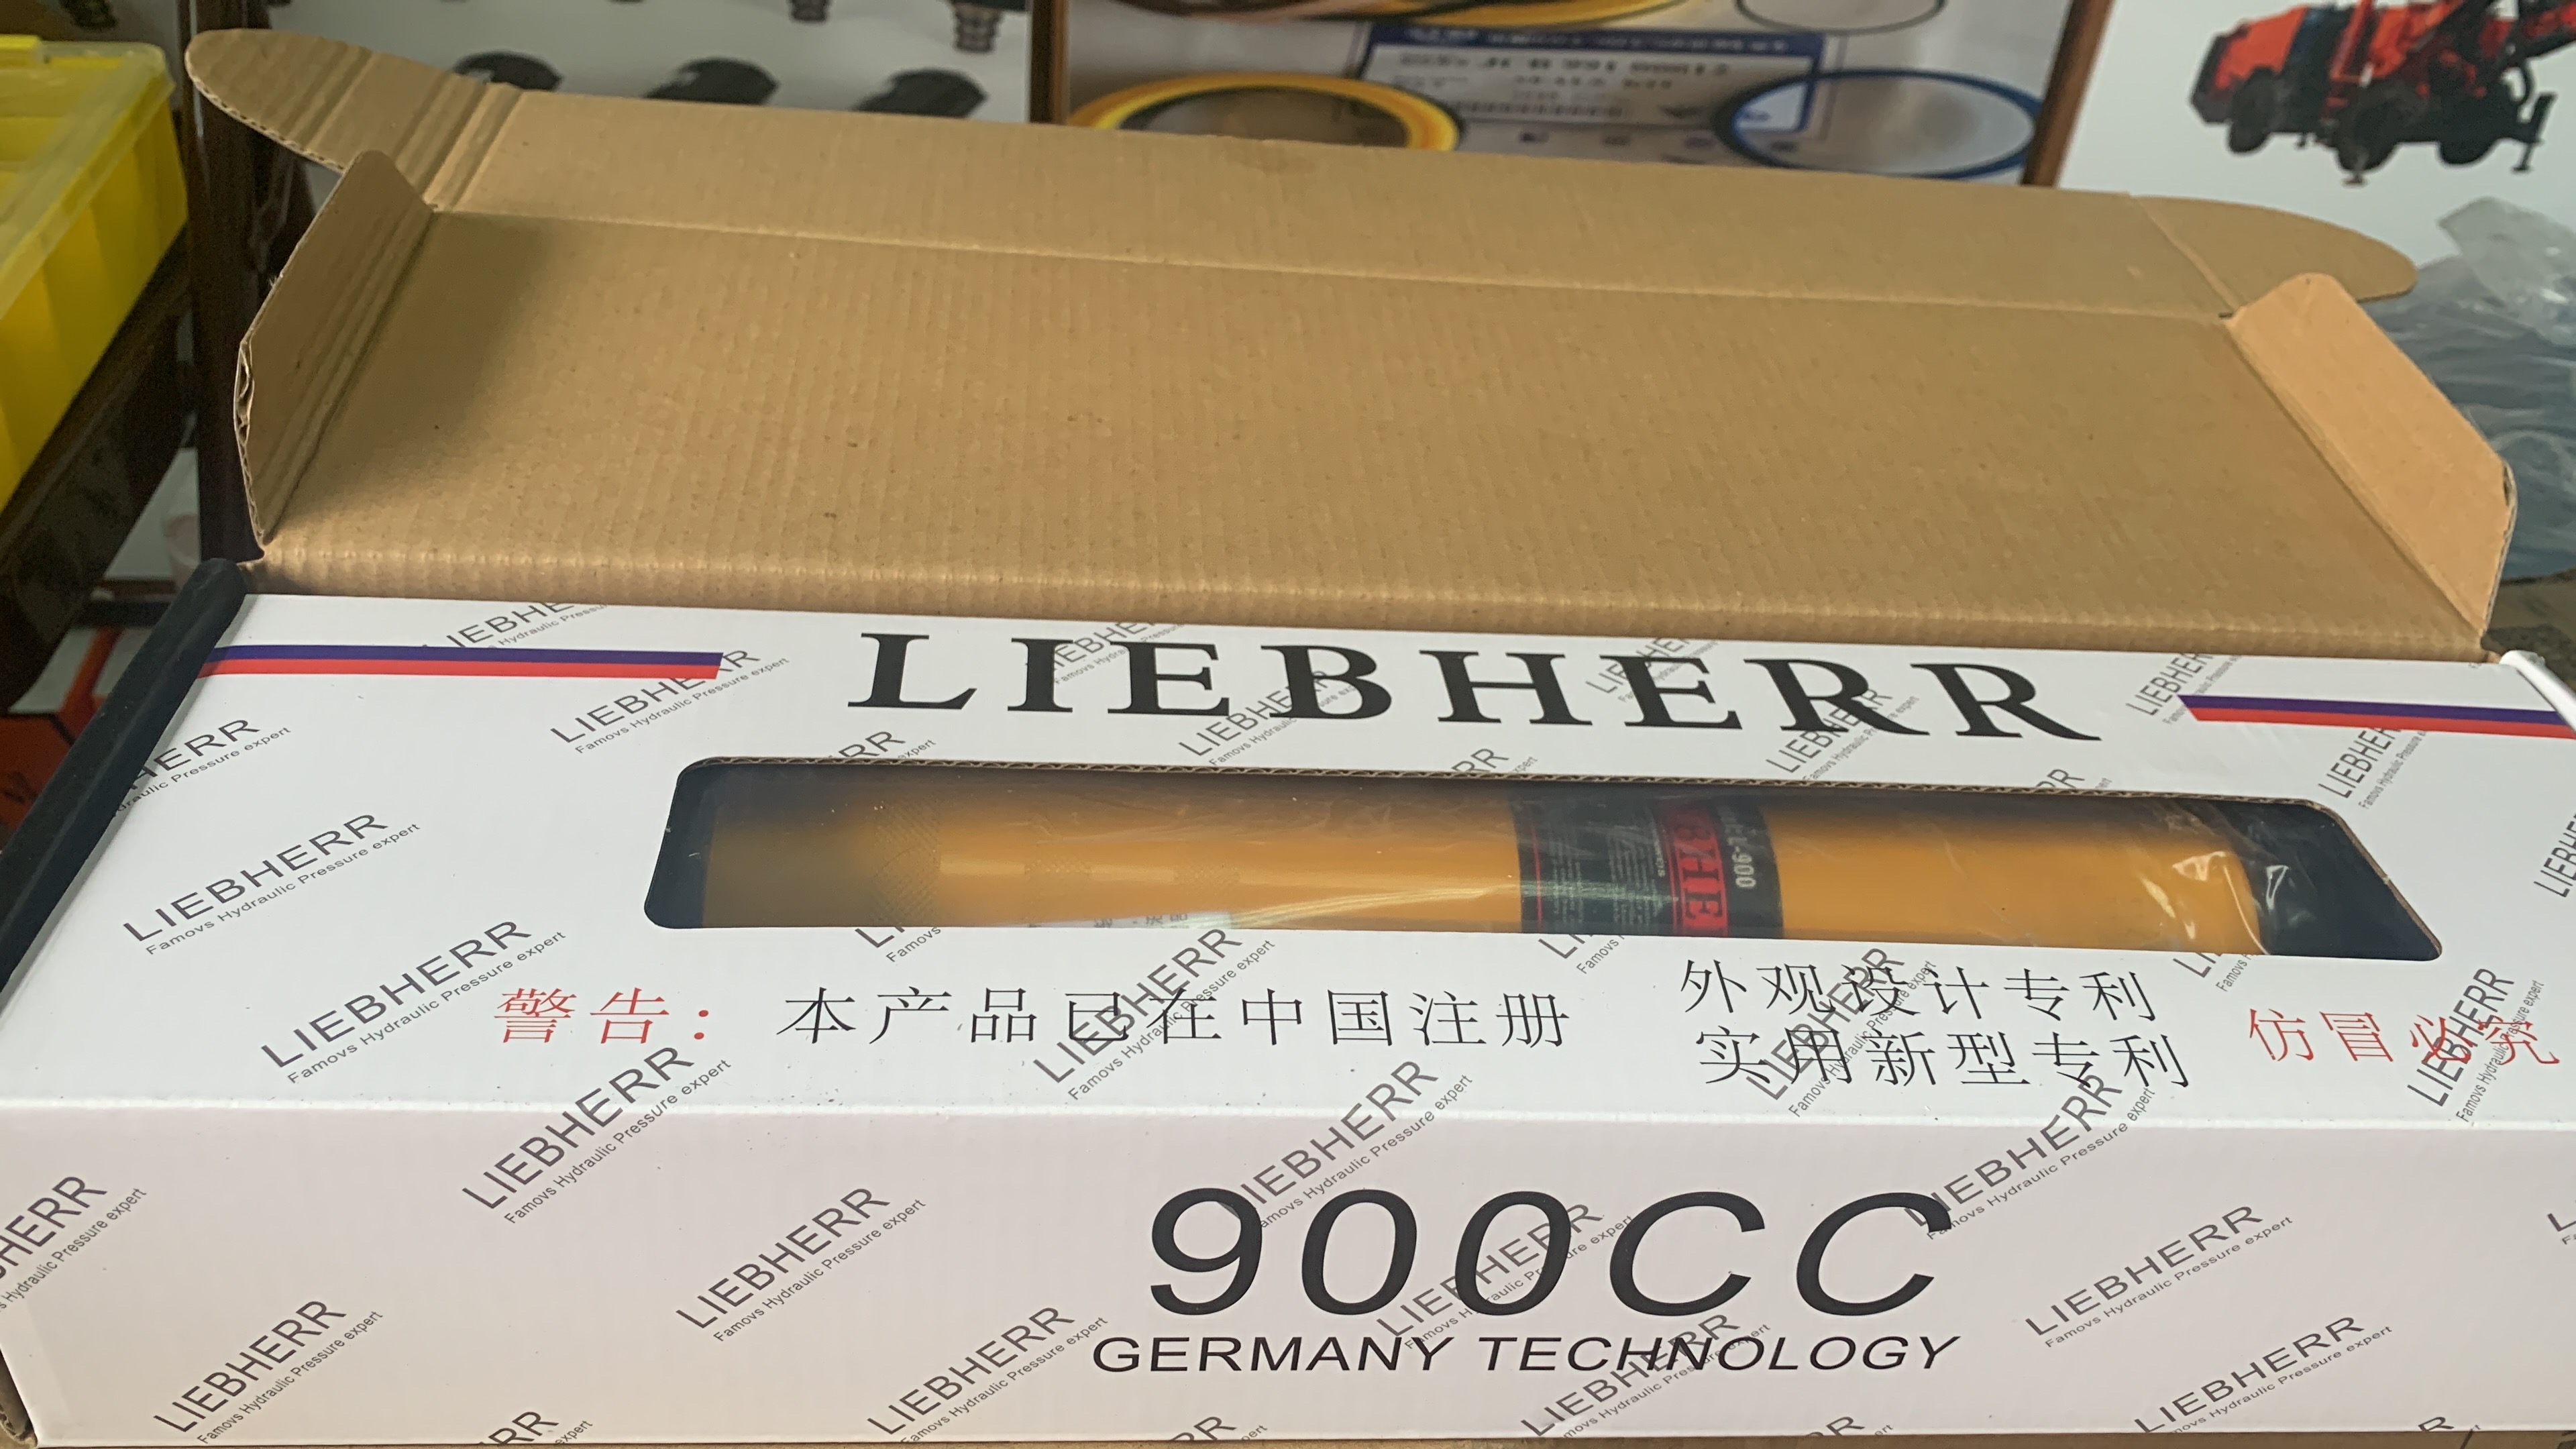 LIEBHERR
900
警告: 本产品已在中国注册
外观设计专利
实用新型专利
仿冒必究
900CC
GERMANY TECHNOLOGY
LIEBHERR
Famovs Hydraulic Pressure expert